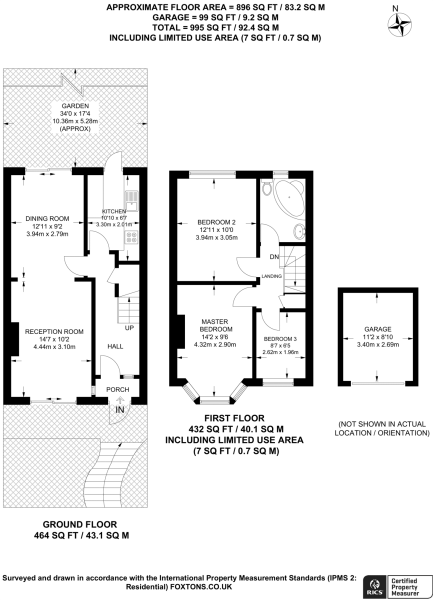 APPROXIMATE FLOOR AREA = 896 SQ FT / 83.2 SQ M
GARAGE = 99 SQ FT / 9.2 SQ M
TOTAL = 995 SQ FT / 92.4 SQ M
INCLUDING LIMITED USE AREA (7 SQ FT / 0.7 SQ M)
N
GARDEN
34'0 x 17'4
10.36m x 5.28m
(APPROX)
KITCHEN
10'10 x 6'7
3.30m x 2.01m
DINING ROOM
12'11 x 9'2
3.94m x 2.79m
UP
RECEPTION ROOM
14'7 x 10'2
4.44m x 3.10m
HALL
PORCH
IN
GROUND FLOOR
464 SQ FT / 43.1 SQ M
BEDROOM 2
12'11 x 10'0
3.94m x 3.05m
DN
LANDING
MASTER
BEDROOM
14'2 x 9'6
4.32m x 2.90m
BEDROOM 3
8'7 x 6'5
2.62m x 1.96m
FIRST FLOOR
432 SQ FT / 40.1 SQ M
INCLUDING LIMITED USE AREA
(7 SQ FT / 0.7 SQ M)
GARAGE
11'2 x 8'10
3.40m x 2.69m
(NOT SHOWN IN ACTUAL
LOCATION / ORIENTATION)
Surveyed and drawn in accordance with the International Property Measurement Standards (IPMS 2:
Residential) FOXTONS.CO.UK
RICS
Certified
Property
Measurer